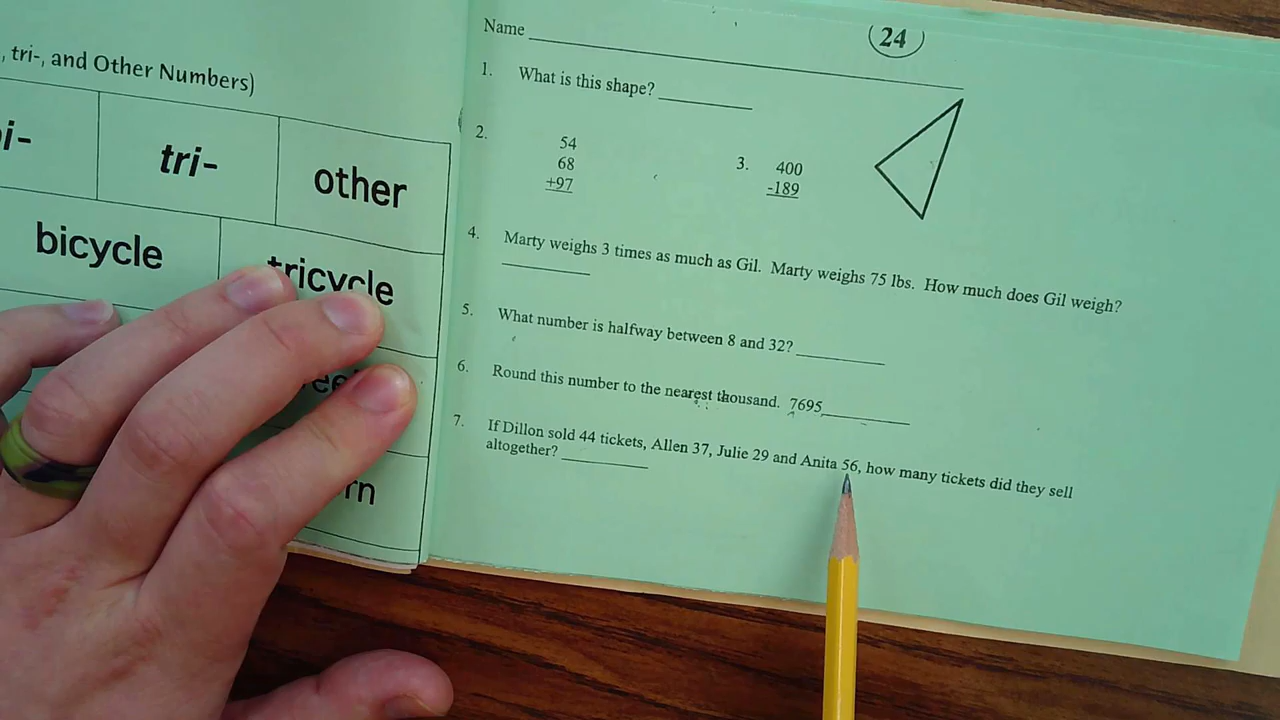 , tri-, and Other Numbers)
tri-
other
bicycle
tricycle
Name
24
1. What is this shape?
2. 54
68
+97
3. 400
-189
4. Marty weighs 3 times as much as Gil. Marty weighs 75 lbs. How much does Gil weigh?
5. What number is halfway between 8 and 32?
6. Round this number to the nearest thousand. 7695
7. If Dillon sold 44 tickets, Allen 37, Julie 29 and Anita 56, how many tickets did they sell
altogether?